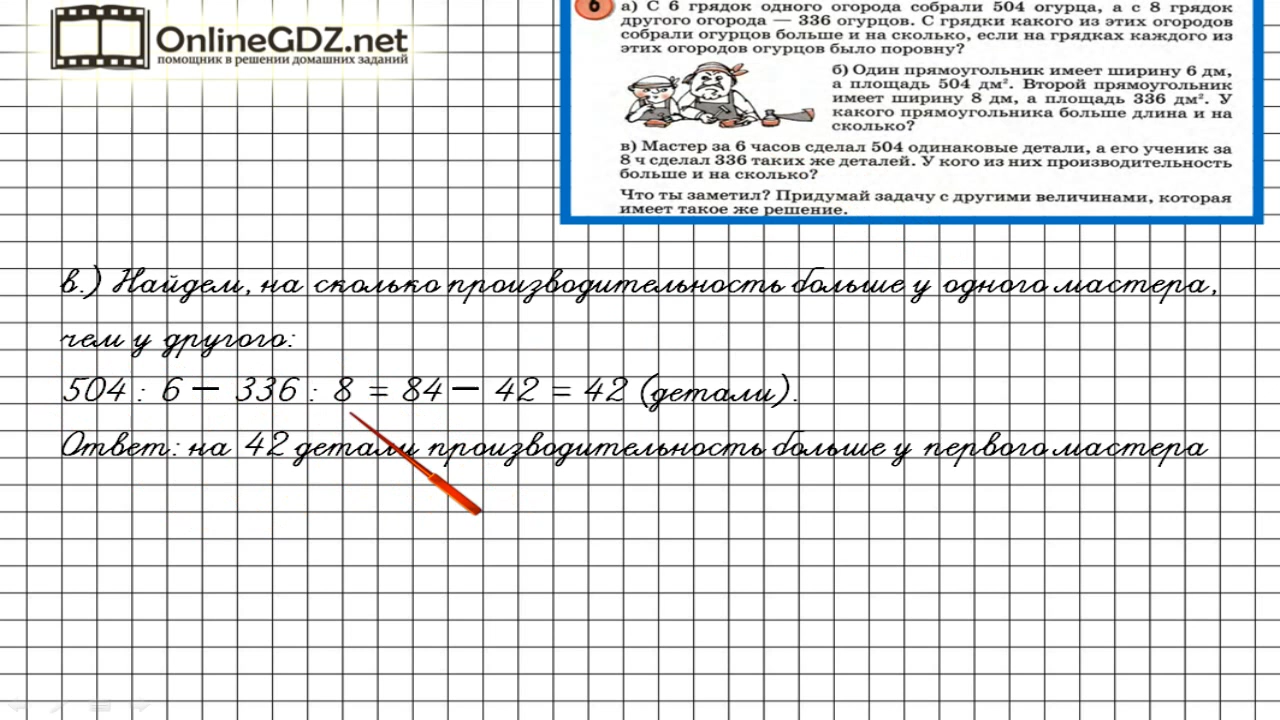 OnlineGDZ.net
помощник в решении домашних заданий
6
а) С 6 грядок одного огорода собрали 504 огурца, а с 8 грядок
другого огорода — 336 огурцов. С грядки какого из этих огородов
собрали огурцов больше и на сколько, если на грядках каждого из
этих огородов огурцов было поровну?
б) Один прямоугольник имеет ширину 6 дм,
а площадь 504 дм². Второй прямоугольник
имеет ширину 8 дм, а площадь 336 дм². У
какого прямоугольника больше длина и на
сколько?
в) Мастер за 6 часов сделал 504 одинаковые детали, а его ученик за
8 ч сделал 336 таких же деталей. У кого из них производительность
больше и на сколько?
Что ты заметил? Придумай задачу с другими величинами, которая
имеет такое же решение.
в.) Найдем, на сколько производительность больше у одного мастера,
чем у другого:
504 : 6 — 336 : 8 = 84 — 42 = 42 (детали).
Ответ: на 42 детали производительность больше у первого мастера